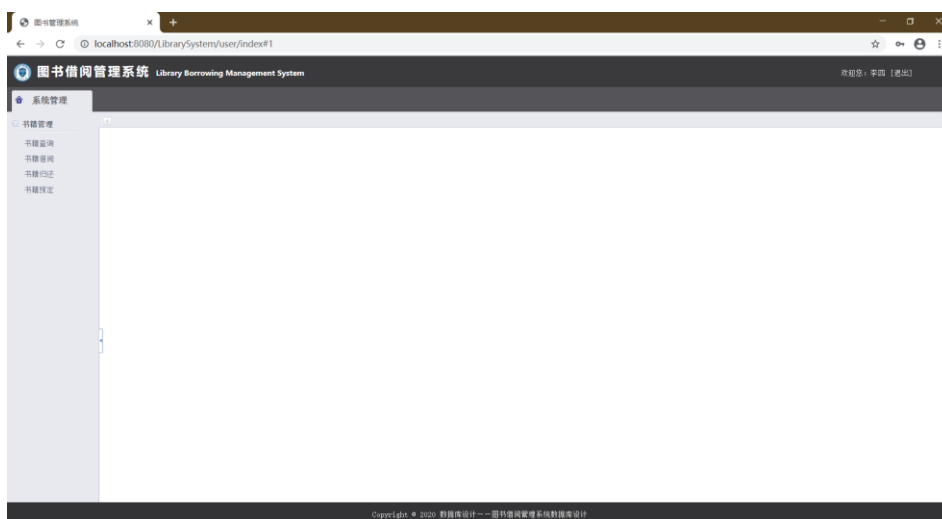 图书管理系统
localhost:8080/LibrarySystem/user/index#1
图书借阅管理系统 Library Borrowing Management System
欢迎您：李四 [退出]
系统管理
书籍管理
书籍查询
书籍借阅
书籍归还
书籍预定
Copyright © 2020 数据库设计——图书借阅管理系统数据库设计